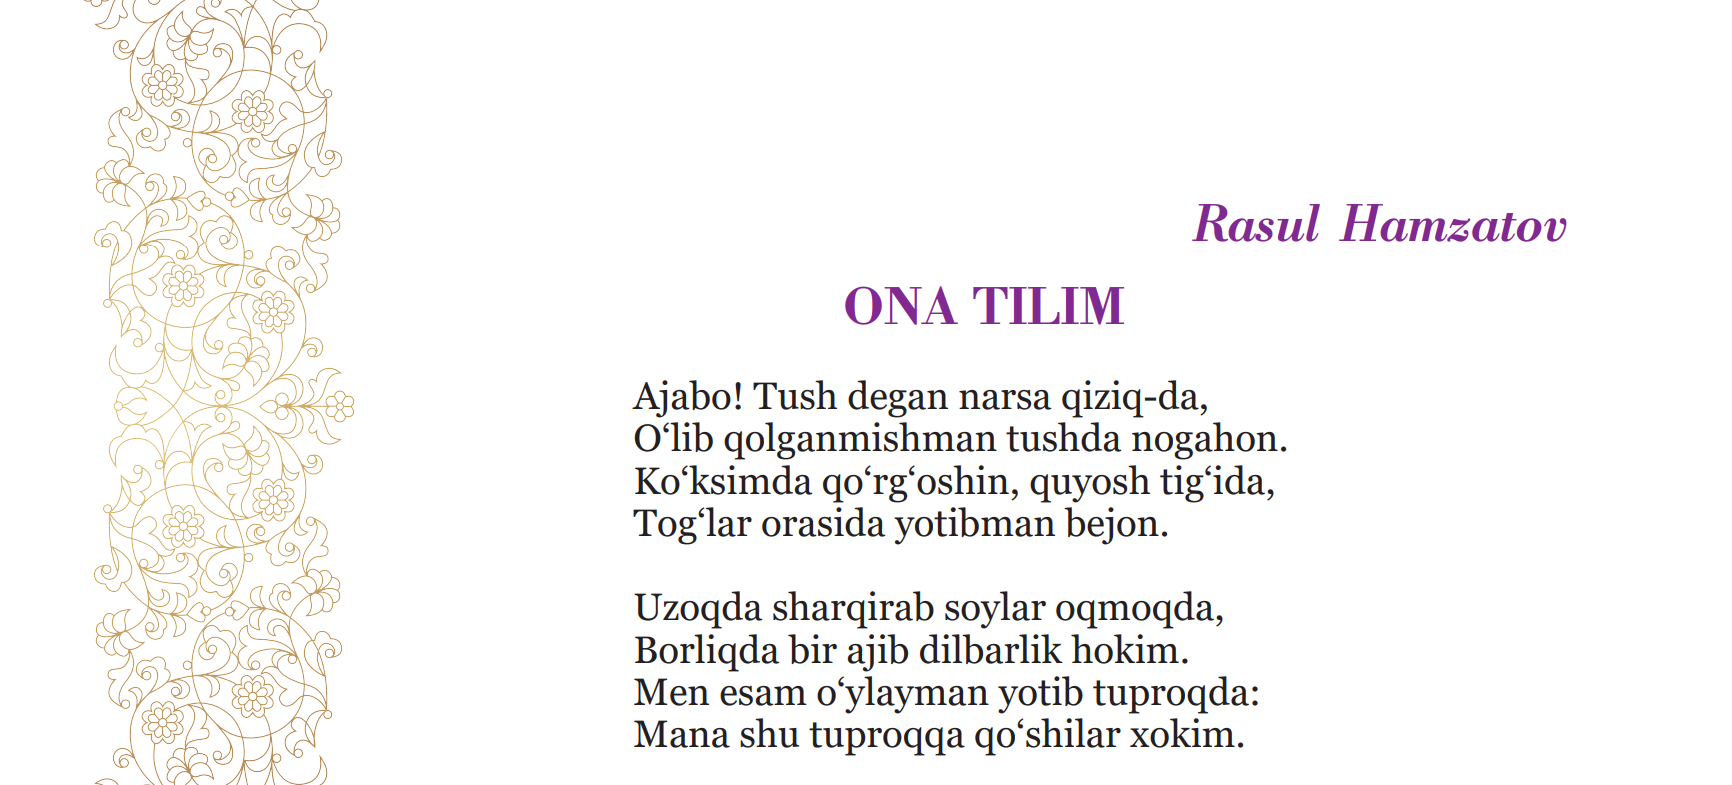 Rasul Hamzatov
ONA TILIM
Ajabo! Tush degan narsa qiziq-da,
O‘lib qolganmishman tushda nogahon.
Ko‘ksimda qo‘rg‘oshin, quyosh tig‘ida,
Tog‘lar orasida yotibman bejon.
Uzoqda sharqirab soylar oqmoqda,
Borliqda bir ajib dilbarlik hokim.
Men esam o‘ylayman yotib tuproqda:
Mana shu tuproqqa qo‘shilar xokim.